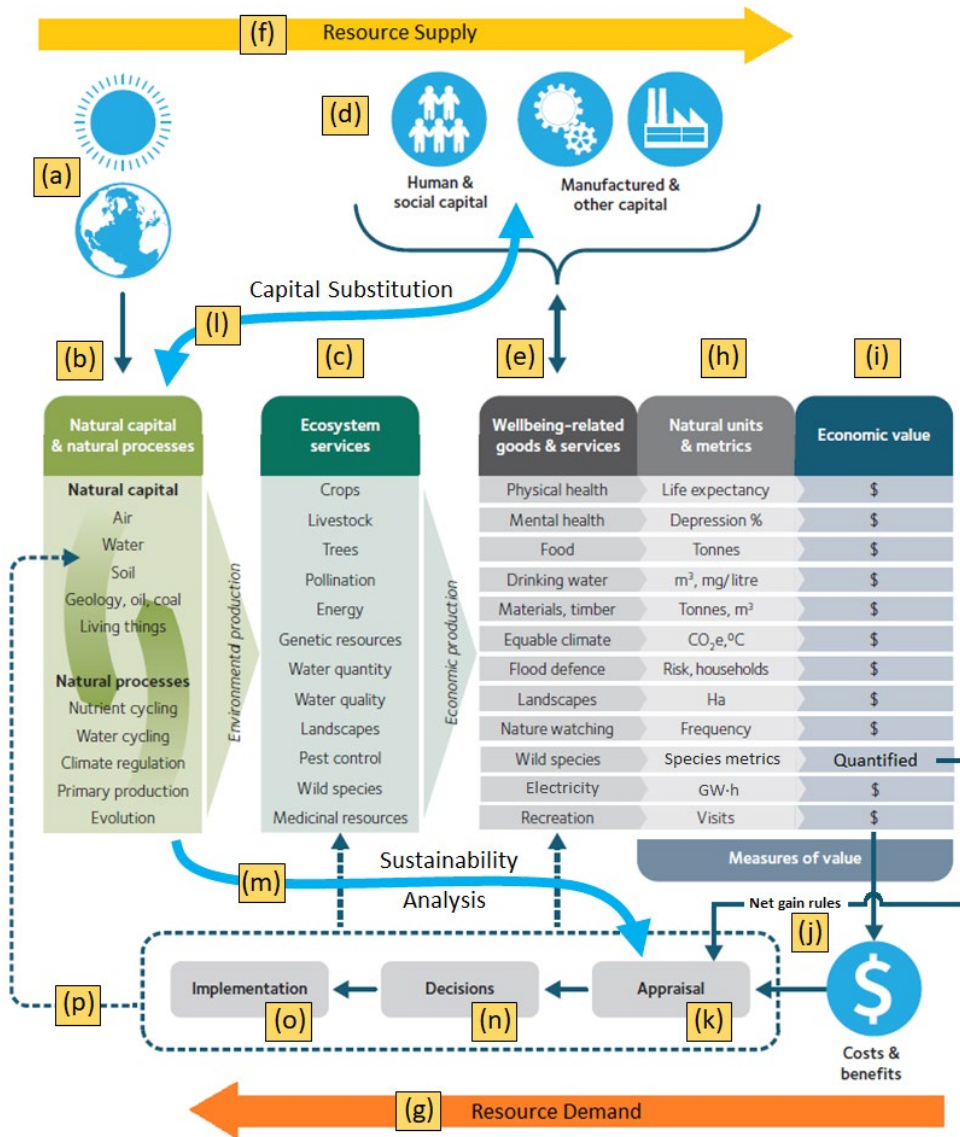 (f) Resource Supply
(a)
(d)
Human &
social capital
Manufactured &
other capital
Capital Substitution
(l)
(b)
(c)
(e)
(h)
(i)
Natural capital
& natural processes
Natural capital
Air
Water
Soil
Geology, oil, coal
Living things
Natural processes
Nutrient cycling
Water cycling
Climate regulation
Primary production
Evolution
Environmentd production
Ecosystem
services
Crops
Livestock
Trees
Pollination
Energy
Genetic resources
Water quantity
Water quality
Landscapes
Pest control
Wild species
Medicinal resources
Economic production
Wellbeing-related
goods & services
Physical health
Mental health
Food
Drinking water
Materials, timber
Equable climate
Flood defence
Landscapes
Nature watching
Wild species
Electricity
Recreation
Natural units
& metrics
Life expectancy
Depression %
Tonnes
m³, mg/litre
Tonnes, m³
CO₂e,ºC
Risk, households
Ha
Frequency
Species metrics
GW·h
Visits
Economic value
$
$
$
$
$
$
$
$
$
Quantified
$
$
Measures of value
(m)
Sustainability
Analysis
Net gain rules
(j)
(p)
Implementation
(o)
Decisions
(n)
Appraisal
(k)
$
Costs &
benefits
(g) Resource Demand